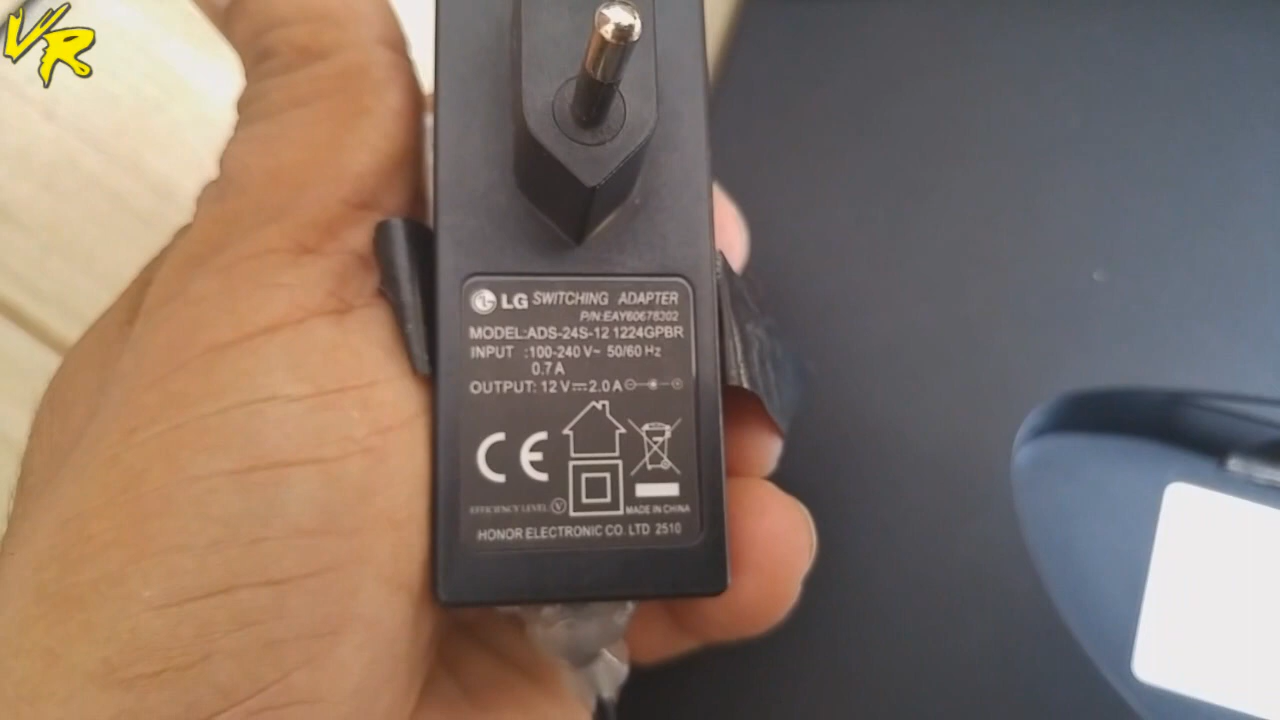 VR
LG SWITCHING ADAPTER
P/N:EAY60678202
MODEL:ADS-24S-12 1224GPBR
INPUT :100-240 V~ 50/60 Hz
0.7 A
OUTPUT: 12 V⎓2.0 A
CE
EFFICIENCY LEVEL V
MADE IN CHINA
HONOR ELECTRONIC CO. LTD 2510